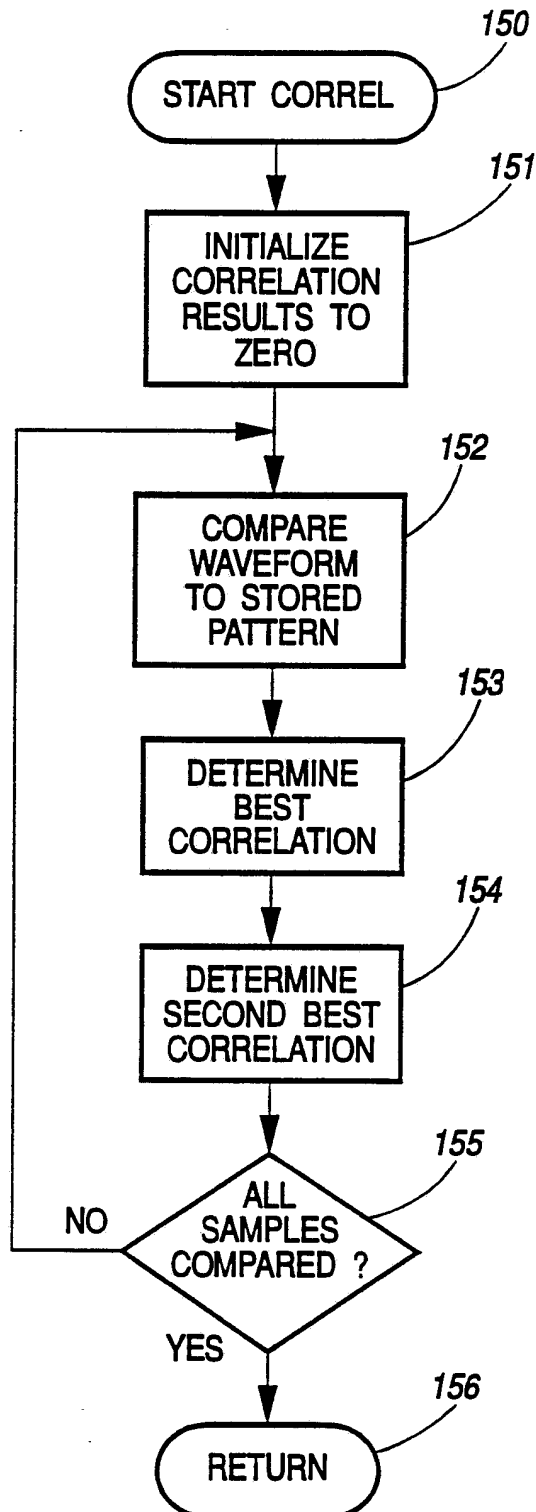 150
START CORREL
151
INITIALIZE
CORRELATION
RESULTS TO
ZERO
152
COMPARE
WAVEFORM
TO STORED
PATTERN
153
DETERMINE
BEST
CORRELATION
154
DETERMINE
SECOND BEST
CORRELATION
155
ALL
SAMPLES
COMPARED ?
NO
YES
156
RETURN